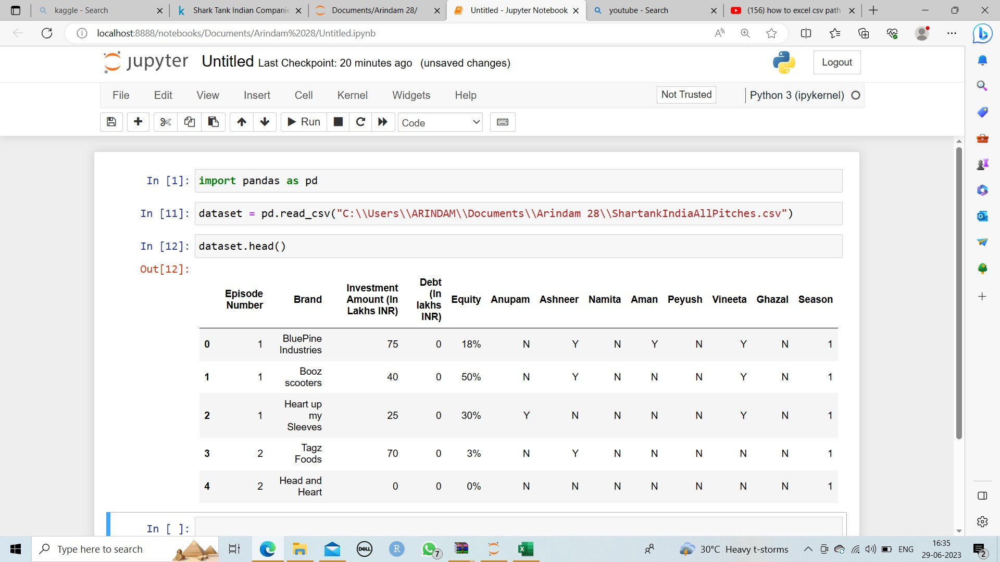 kaggle - Search
Shark Tank Indian Companie
Documents/Arindam 28/
Untitled - Jupyter Notebook
youtube - Search
(156) how to excel csv path
localhost:8888/notebooks/Documents/Arindam%2028/Untitled.ipynb
jupyter Untitled Last Checkpoint: 20 minutes ago (unsaved changes)
Logout
File Edit View Insert Cell Kernel Widgets Help
Not Trusted
Python 3 (ipykernel)
Run
Code
In [1]: import pandas as pd
In [11]: dataset = pd.read_csv("C:\\Users\\ARINDAM\\Documents\\Arindam 28\\ShartankIndiaAllPitches.csv")
In [12]: dataset.head()
Out[12]:
Episode Number Brand Investment Amount (In Lakhs INR) Debt (In lakhs INR) Equity Anupam Ashneer Namita Aman Peyush Vineeta Ghazal Season
0 1 BluePine Industries 75 0 18% N Y N Y N Y N 1
1 1 Booz scooters 40 0 50% N Y N N N Y N 1
2 1 Heart up my Sleeves 25 0 30% Y N N N N Y N 1
3 2 Tagz Foods 70 0 3% N Y N N N N N 1
4 2 Head and Heart 0 0 0% N N N N N N N 1
In [ ]:
Type here to search
DELL
R
7
30°C Heavy t-storms
ENG
16:35
29-06-2023
2